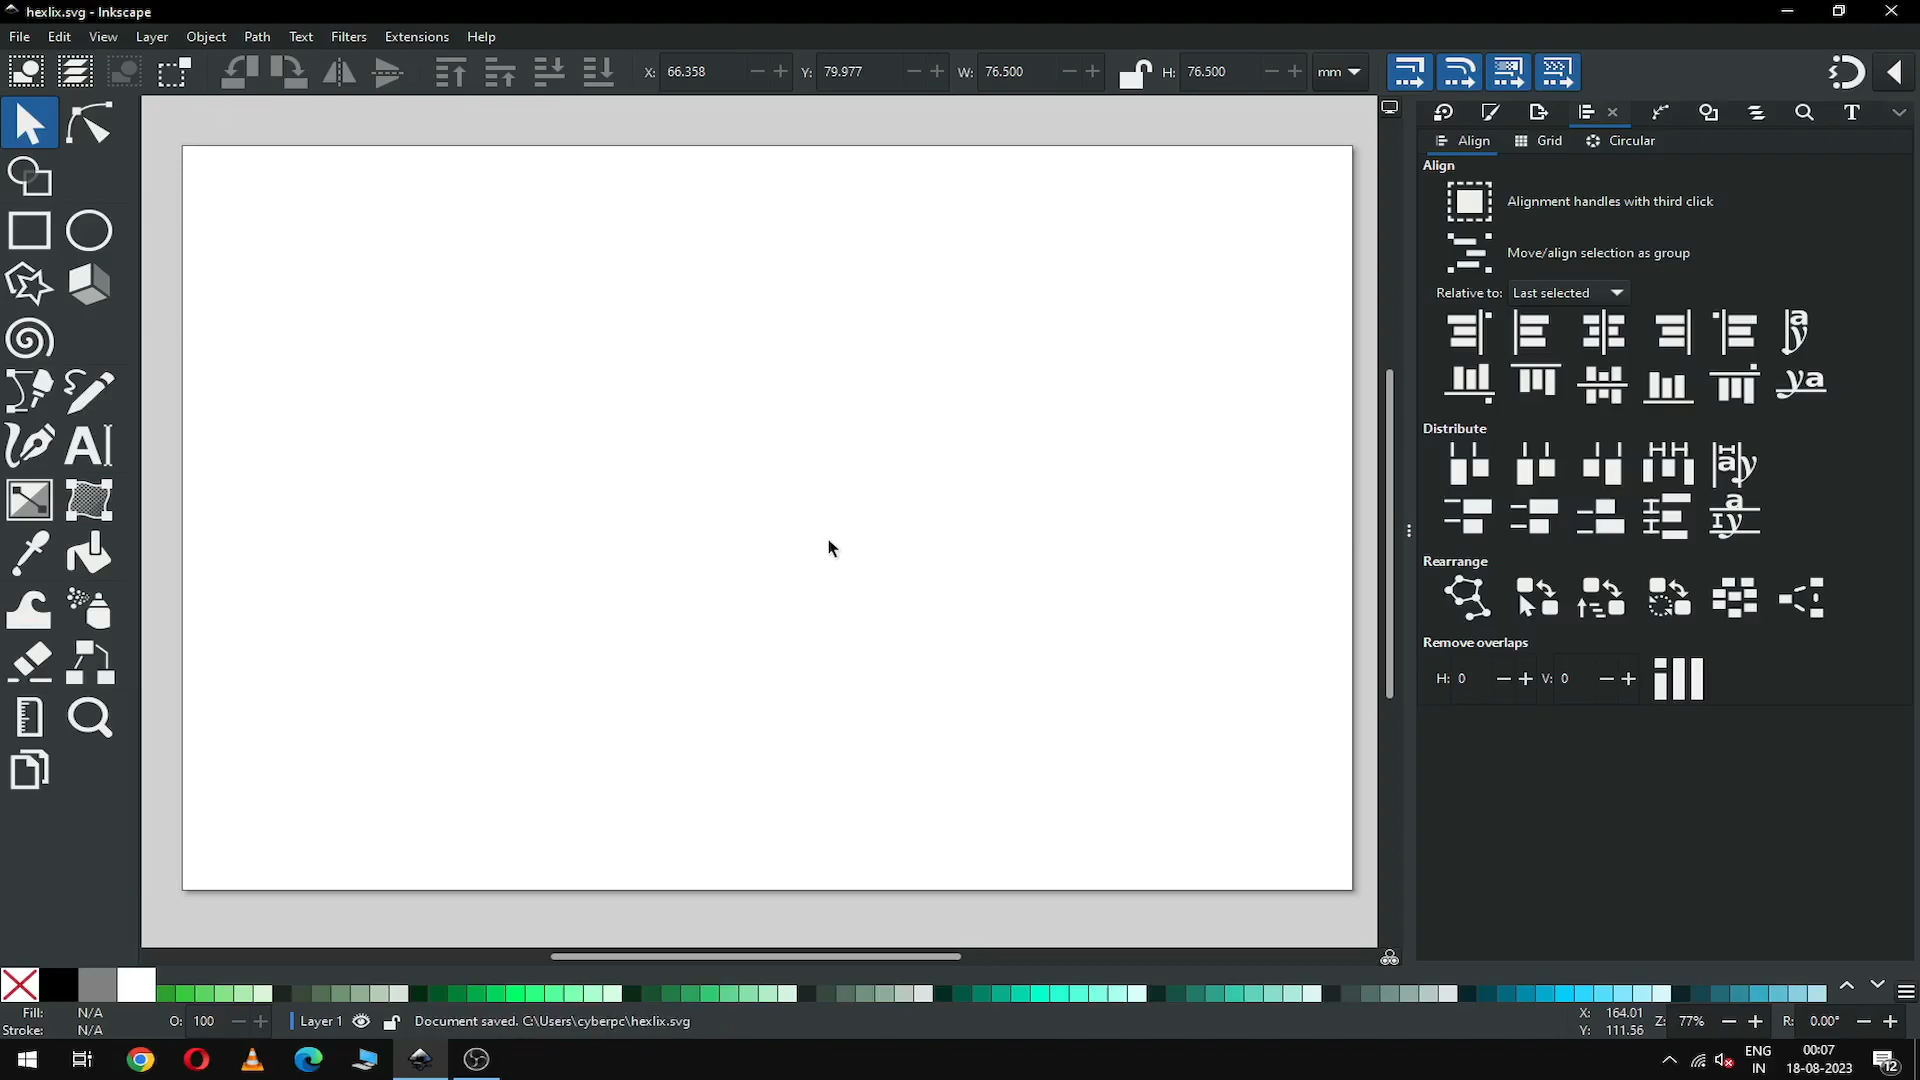 hexlix.svg - Inkscape
File Edit View Layer Object Path Text Filters Extensions Help
X: 66.358 Y: 79.977 W: 76.500 H: 76.500 mm
Align Grid Circular
Align
Alignment handles with third click
Move/align selection as group
Relative to: Last selected
Distribute
Rearrange
Remove overlaps
H: 0 V: 0
Fill: N/A
Stroke: N/A
O: 100
Layer 1
Document saved. C:\Users\cyberpc\hexlix.svg
X: 164.01
Y: 111.56
Z: 77%
R: 0.00°
ENG
IN
00:07
18-08-2023
12